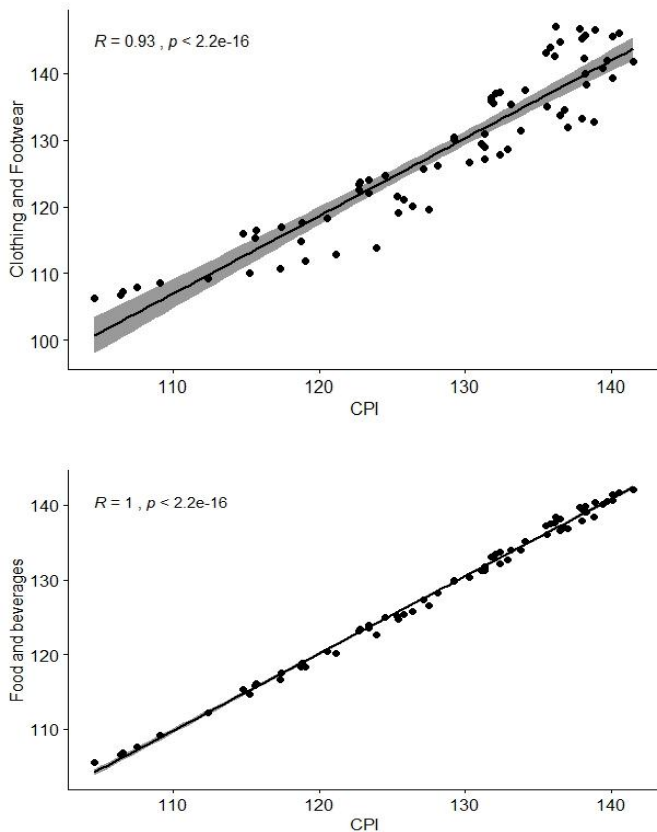 R = 0.93 , p < 2.2e-16
140
130
120
110
100
Clothing and Footwear
110 120 130 140
CPI
R = 1 , p < 2.2e-16
140
130
120
110
Food and beverages
110 120 130 140
CPI